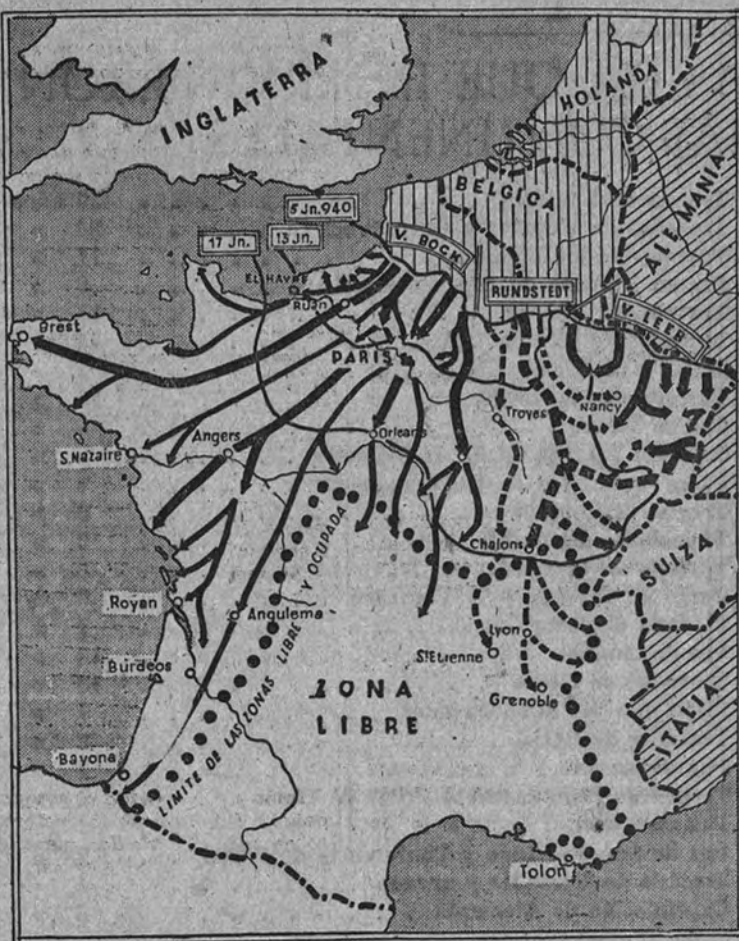 INGLATERRA
HOLANDA
BÉLGICA
ALEMANIA
5 Jn. 940
17 Jn.
13 Jn.
V. BOCK
EL HAVRE
RUNDSTEDT
RUAN
V. LEEB
Brest
PARIS
Nancy
Troyes
Orleans
Angers
S. Nazaire
Chalons
SUIZA
Royan
Angulema
LIMITE DE LAS ZONAS LIBRE Y OCUPADA
Lyon
St Etienne
Burdeos
ZONA
LIBRE
Grenoble
ITALIA
Bayona
Tolon